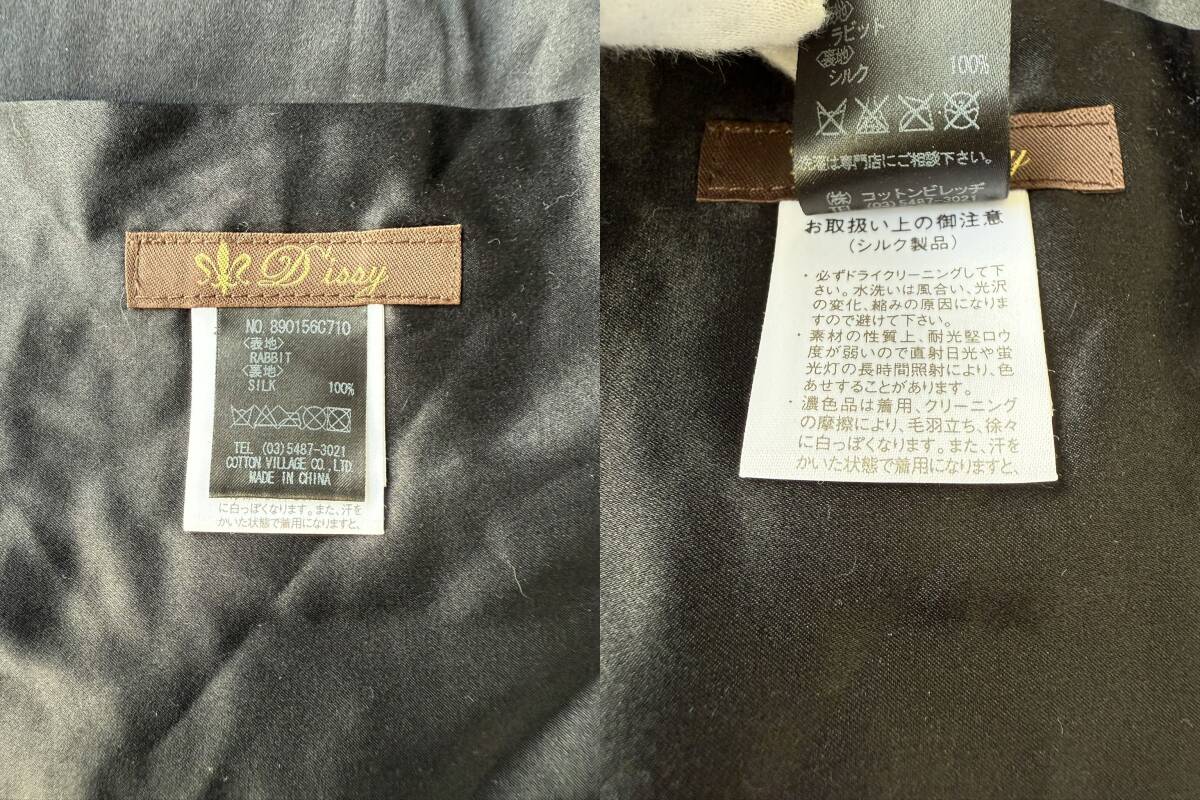 D'issy
NO. 890156C710
〈表地〉
RABBIT
〈裏地〉
SILK 100%
TEL (03)5487-3021
COTTON VILLAGE CO., LTD.
MADE IN CHINA
に白っぽくなります。また、汗を
かいた状態で着用になりますと、
ラビット
〈裏地〉
シルク 100%
洗濯は専門店にご相談下さい。
㈱コットンビレッヂ
(03)5487-3021
y
お取扱い上の御注意
(シルク製品)
・必ずドライクリーニングして下
さい。水洗いは風合い、光沢
の変化、縮みの原因になりま
すので避けて下さい。
・素材の性質上、耐光堅ロウ
度が弱いので直射日光や蛍
光灯の長時間照射により、色
あせすることがあります。
・濃色品は着用、クリーニング
の摩擦により、毛羽立ち、徐々
に白っぽくなります。また、汗を
かいた状態で着用になりますと、